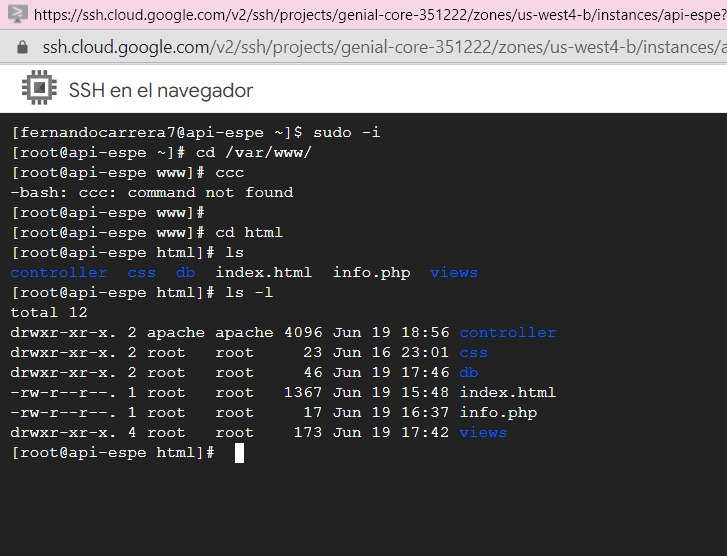 https://ssh.cloud.google.com/v2/ssh/projects/genial-core-351222/zones/us-west4-b/instances/api-espe?
ssh.cloud.google.com/v2/ssh/projects/genial-core-351222/zones/us-west4-b/instances/a
SSH en el navegador
[fernandocarrera7@api-espe ~]$ sudo -i
[root@api-espe ~]# cd /var/www/
[root@api-espe www]# ccc
-bash: ccc: command not found
[root@api-espe www]#
[root@api-espe www]# cd html
[root@api-espe html]# ls
controller  css  db  index.html  info.php  views
[root@api-espe html]# ls -l
total 12
drwxr-xr-x. 2 apache apache 4096 Jun 19 18:56 controller
drwxr-xr-x. 2 root   root     23 Jun 16 23:01 css
drwxr-xr-x. 2 root   root     46 Jun 19 17:46 db
-rw-r--r--. 1 root   root   1367 Jun 19 15:48 index.html
-rw-r--r--. 1 root   root     17 Jun 19 16:37 info.php
drwxr-xr-x. 4 root   root    173 Jun 19 17:42 views
[root@api-espe html]#